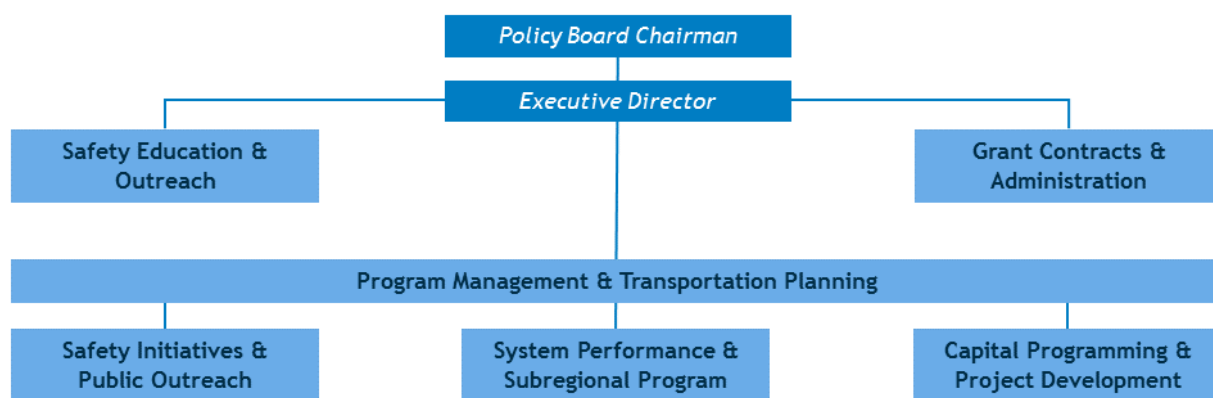 Policy Board Chairman
Executive Director
Safety Education &
Outreach
Grant Contracts &
Administration
Program Management & Transportation Planning
Safety Initiatives &
Public Outreach
System Performance &
Subregional Program
Capital Programming &
Project Development